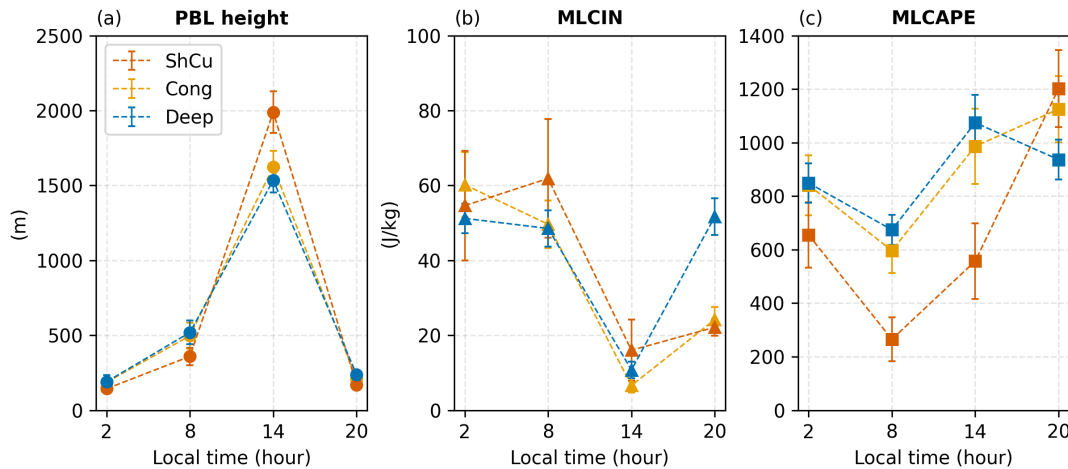 (a) PBL height
2500
2000
1500
1000
500
0
(m)
ShCu
Cong
Deep
2 8 14 20
Local time (hour)
(b) MLCIN
100
80
60
40
20
0
(J/kg)
2 8 14 20
Local time (hour)
(c) MLCAPE
1400
1200
1000
800
600
400
200
0
2 8 14 20
Local time (hour)